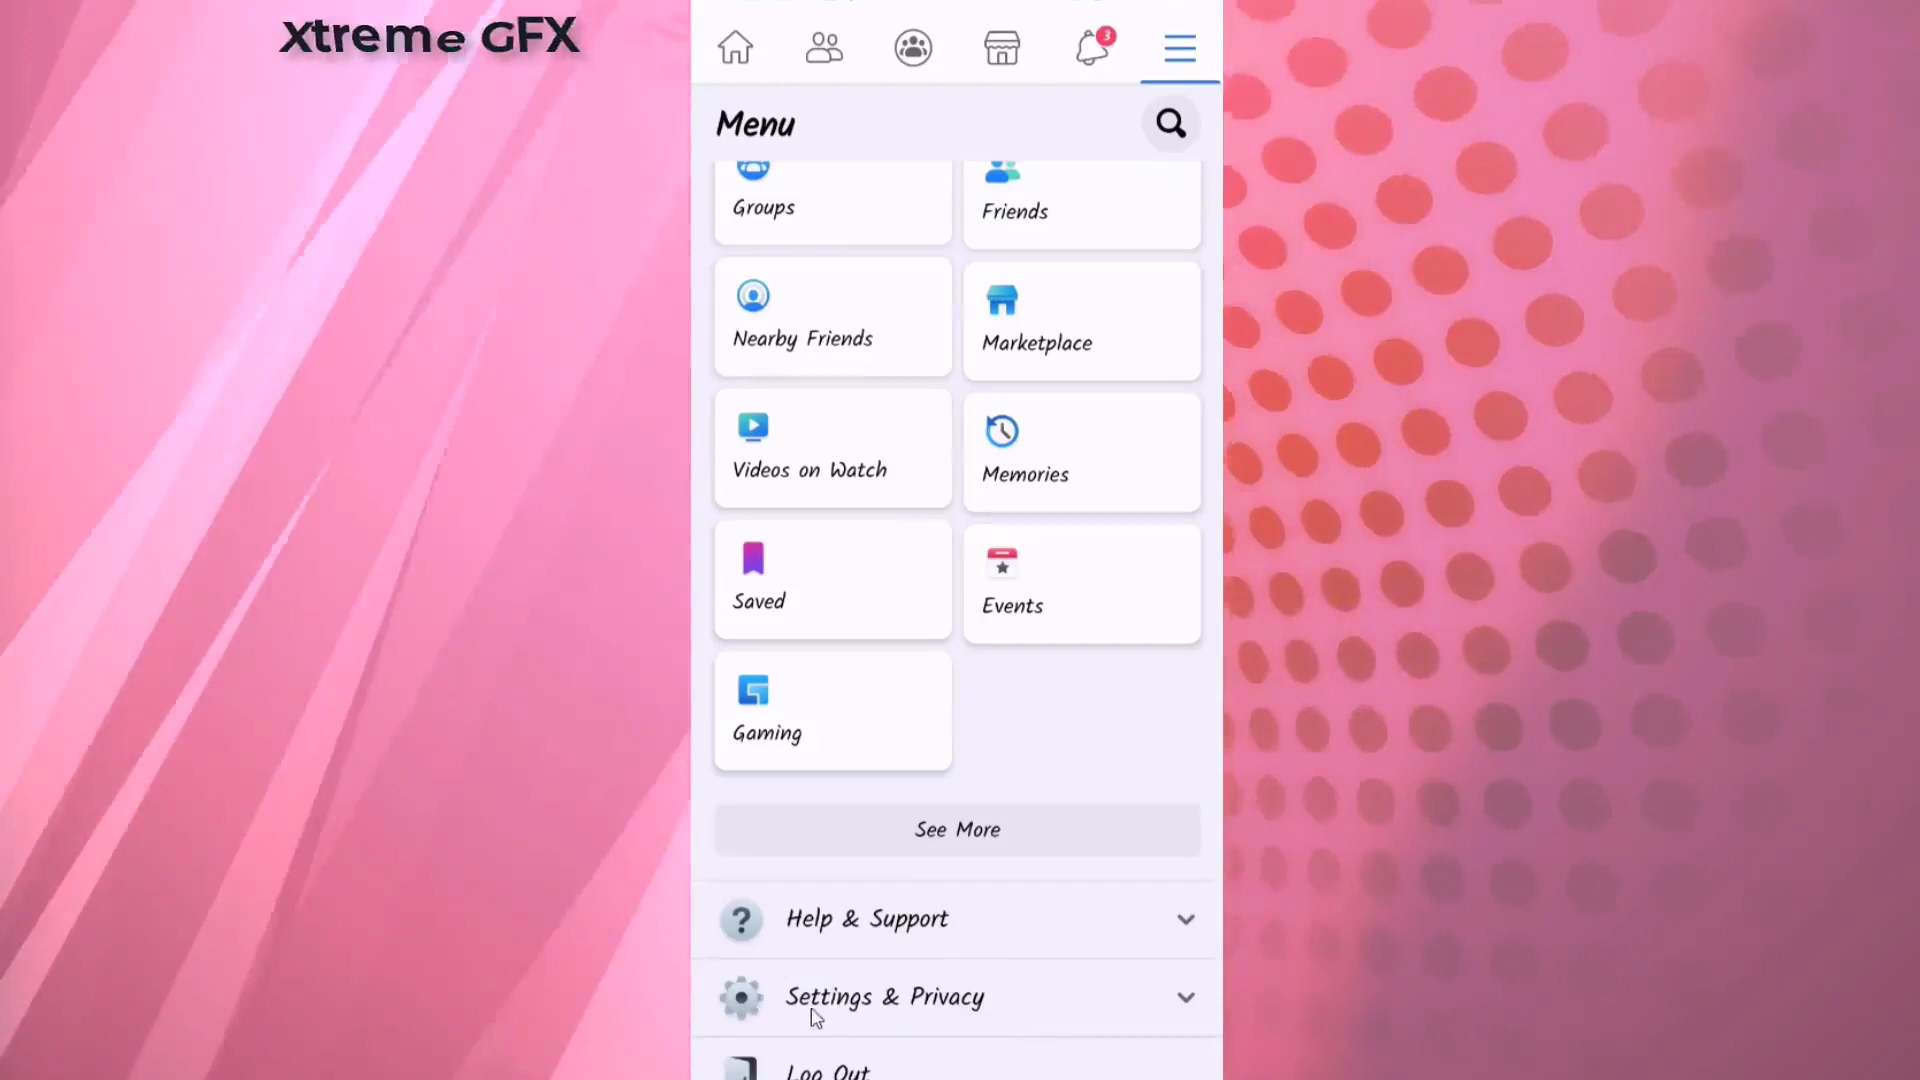 Xtreme GFX
3
Menu
Groups
Friends
Nearby Friends
Marketplace
Videos on Watch
Memories
Saved
Events
Gaming
See More
Help & Support
Settings & Privacy
Log Out